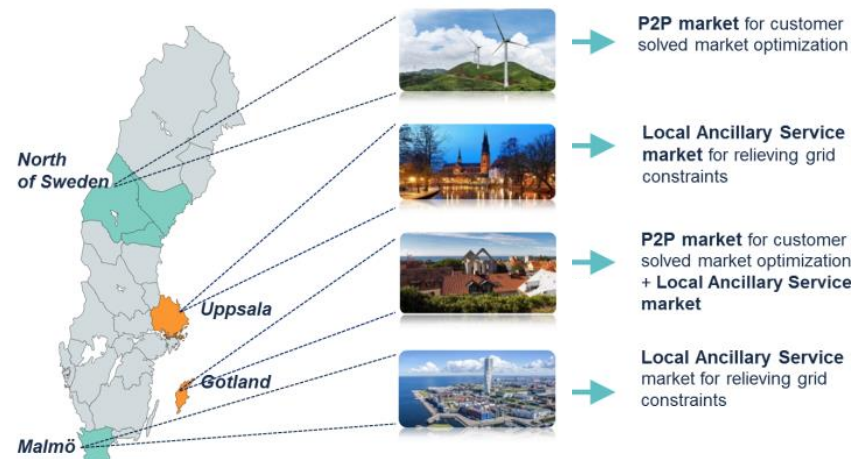 North
of Sweden
Uppsala
Gotland
Malmö
P2P market for customer
solved market optimization
Local Ancillary Service
market for relieving grid
constraints
P2P market for customer
solved market optimization
+ Local Ancillary Service
market
Local Ancillary Service
market for relieving grid
constraints